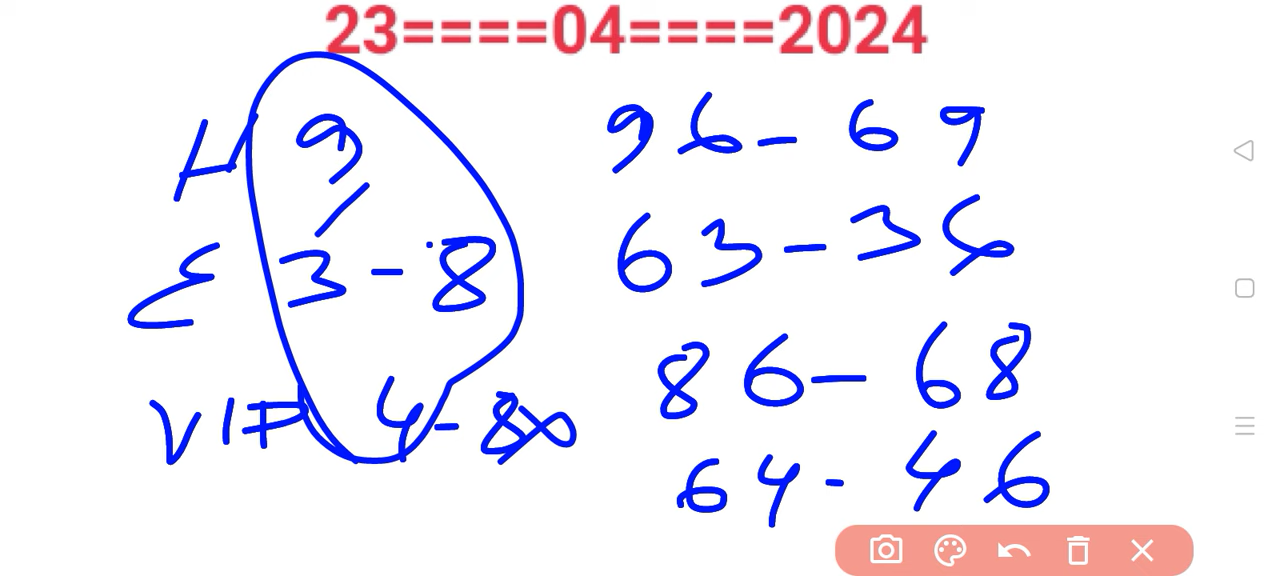 23====04====2024
H 9 96-69
E 3-8 63-36
VIP 4-8 86-68
64-46